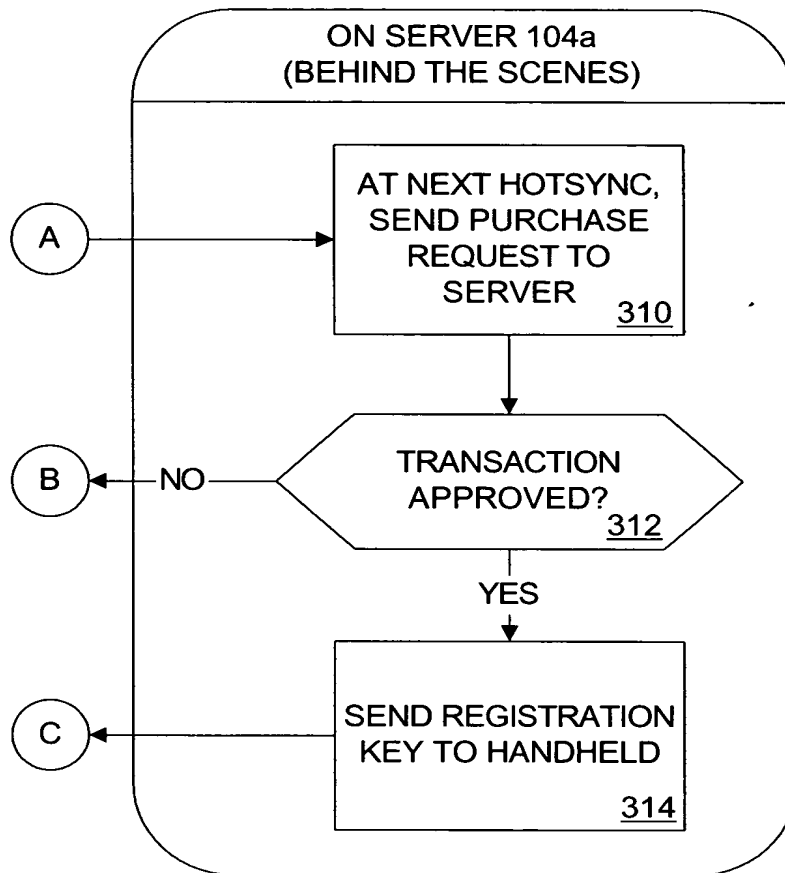 ON SERVER 104a
(BEHIND THE SCENES)
AT NEXT HOTSYNC,
SEND PURCHASE
REQUEST TO
SERVER
310
A
TRANSACTION
APPROVED?
312
B
NO
YES
SEND REGISTRATION
KEY TO HANDHELD
314
C